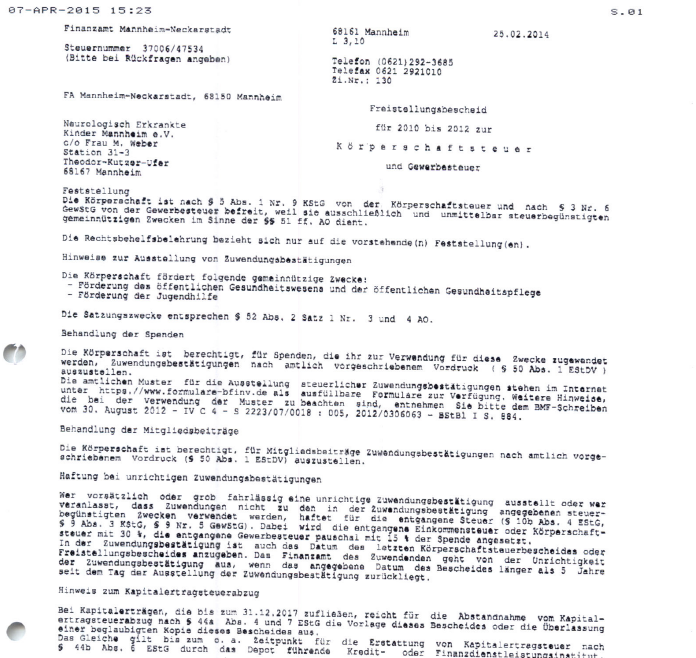 07-APR-2015 15:23 S.01
Finanzamt Mannheim-Neckarstadt
68161 Mannheim 25.02.2014
L 3,10
Steuernummer 37006/47534
(Bitte bei Rückfragen angeben)
Telefon (0621)292-3685
Telefax 0621 2921010
Zi.Nr.: 130
FA Mannheim-Neckarstadt, 68150 Mannheim
Freistellungsbescheid
für 2010 bis 2012 zur
K ö r p e r s c h a f t s t e u e r
und Gewerbesteuer
Neurologisch Erkrankte
Kinder Mannheim e.V.
c/o Frau M. Weber
Station 31-3
Theodor-Kutzer-Ufer
68167 Mannheim
Feststellung
Die Körperschaft ist nach § 5 Abs. 1 Nr. 9 KStG von der Körperschaftsteuer und nach § 3 Nr. 6
GewStG von der Gewerbesteuer befreit, weil sie ausschließlich und unmittelbar steuerbegünstigten
gemeinnützigen Zwecken im Sinne der §§ 51 ff. AO dient.
Die Rechtsbehelfsbelehrung bezieht sich nur auf die vorstehende(n) Feststellung(en).
Hinweise zur Ausstellung von Zuwendungsbestätigungen
Die Körperschaft fördert folgende gemeinnützige Zwecke:
- Förderung des öffentlichen Gesundheitswesens und der öffentlichen Gesundheitspflege
- Förderung der Jugendhilfe
Die Satzungszwecke entsprechen § 52 Abs. 2 Satz 1 Nr. 3 und 4 AO.
Behandlung der Spenden
Die Körperschaft ist berechtigt, für Spenden, die ihr zur Verwendung für diese Zwecke zugewendet
werden, Zuwendungsbestätigungen nach amtlich vorgeschriebenem Vordruck ( § 50 Abs. 1 EStDV )
auszustellen.
Die amtlichen Muster für die Ausstellung steuerlicher Zuwendungsbestätigungen stehen im Internet
unter https.//www.formulare-bfinv.de als ausfüllbare Formulare zur Verfügung. Weitere Hinweise,
die bei der Verwendung der Muster zu beachten sind, entnehmen Sie bitte dem BMF-Schreiben
vom 30. August 2012 - IV C 4 - S 2223/07/0018 : 005, 2012/0306063 - BStBl I S. 884.
Behandlung der Mitgliedsbeiträge
Die Körperschaft ist berechtigt, für Mitgliedsbeiträge Zuwendungsbestätigungen nach amtlich vorge-
schriebenem Vordruck (§ 50 Abs. 1 EStDV) auszustellen.
Haftung bei unrichtigen Zuwendungsbestätigungen
Wer vorsätzlich oder grob fahrlässig eine unrichtige Zuwendungsbestätigung ausstellt oder wer
veranlasst, dass Zuwendungen nicht zu den in der Zuwendungsbestätigung angegebenen steuer-
begünstigten Zwecken verwendet werden, haftet für die entgangene Steuer (§ 10b Abs. 4 EStG,
§ 9 Abs. 3 KStG, § 9 Nr. 5 GewStG). Dabei wird die entgangene Einkommensteuer oder Körperschaft-
steuer mit 30 %, die entgangene Gewerbesteuer pauschal mit 15 % der Spende angesetzt.
In der Zuwendungsbestätigung ist auch das Datum des letzten Körperschaftsteuerbescheides oder
Freistellungsbescheides anzugeben. Das Finanzamt des Zuwendenden geht von der Unrichtigkeit
der Zuwendungsbestätigung aus, wenn das angegebene Datum des Bescheides länger als 5 Jahre
seit dem Tag der Ausstellung der Zuwendungsbestätigung zurückliegt.
Hinweis zum Kapitalertragsteuerabzug
Bei Kapitalerträgen, die bis zum 31.12.2017 zufließen, reicht für die Abstandnahme vom Kapital-
ertragsteuerabzug nach § 44a Abs. 4 und 7 EStG die Vorlage dieses Bescheides oder die Überlassung
einer beglaubigten Kopie dieses Bescheides aus.
Das Gleiche gilt bis zum o. a. Zeitpunkt für die Erstattung von Kapitalertragsteuer nach
§ 44b Abs. 6 EStG durch das Depot führende Kredit- oder Finanzdienstleistungsinstitut.